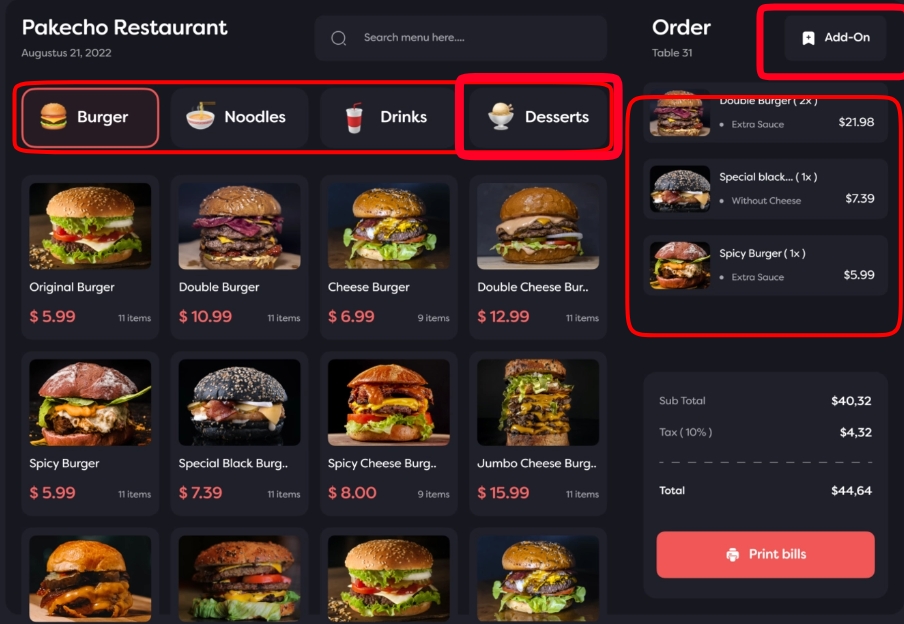 Pakecho Restaurant
Augustus 21, 2022
Search menu here....
Burger
Noodles
Drinks
Desserts
Original Burger
$ 5.99
11 items
Double Burger
$ 10.99
11 items
Cheese Burger
$ 6.99
9 items
Double Cheese Bur..
$ 12.99
11 items
Spicy Burger
$ 5.99
11 items
Special Black Burg..
$ 7.39
11 items
Spicy Cheese Burg..
$ 8.00
9 items
Jumbo Cheese Burg..
$ 15.99
11 items
Order
Table 31
Add-On
Double Burger ( 2x )
Extra Sauce
$21.98
Special black... ( 1x )
Without Cheese
$7.39
Spicy Burger ( 1x )
Extra Sauce
$5.99
Sub Total
$40,32
Tax ( 10% )
$4,32
Total
$44,64
Print bills